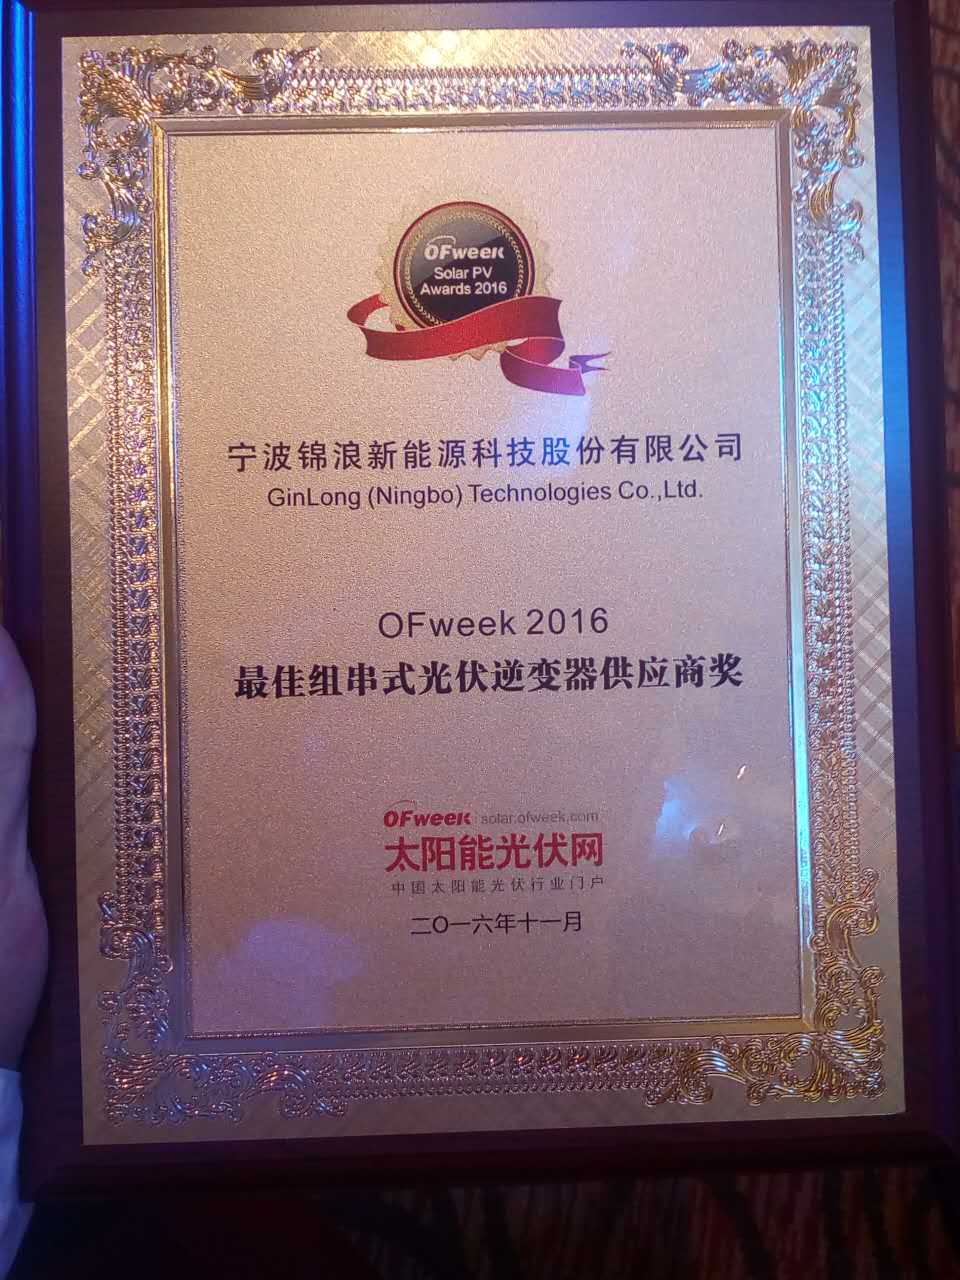 OFweek
Solar PV
Awards 2016
宁波锦浪新能源科技股份有限公司
GinLong (Ningbo) Technologies Co.,Ltd.
OFweek 2016
最佳组串式光伏逆变器供应商奖
OFweek solar.ofweek.com
太阳能光伏网
中国太阳能光伏行业门户
二〇一六年十一月